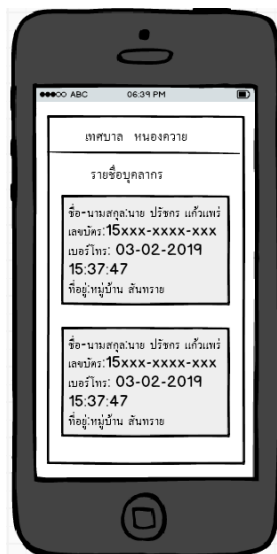 ABC 06:39 PM
เทศบาล หนองควาย
รายชื่อบุคลากร
ชื่อ-นามสกุล:นาย ปรัชกร แก้วแพร่
เลขบัตร:15xxx-xxxx-xxx
เบอร์โทร: 03-02-2019
15:37:47
ที่อยู่:หมู่บ้าน สันทราย
ชื่อ-นามสกุล:นาย ปรัชกร แก้วแพร่
เลขบัตร:15xxx-xxxx-xxx
เบอร์โทร: 03-02-2019
15:37:47
ที่อยู่:หมู่บ้าน สันทราย